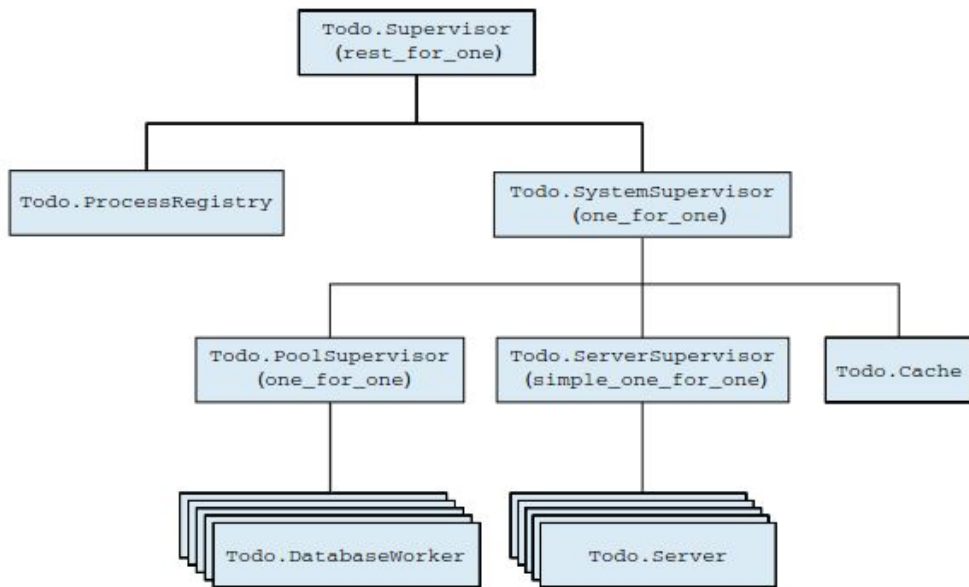 Todo.Supervisor
(rest_for_one)
Todo.ProcessRegistry
Todo.SystemSupervisor
(one_for_one)
Todo.PoolSupervisor
(one_for_one)
Todo.ServerSupervisor
(simple_one_for_one)
Todo.Cache
Todo.DatabaseWorker
Todo.Server